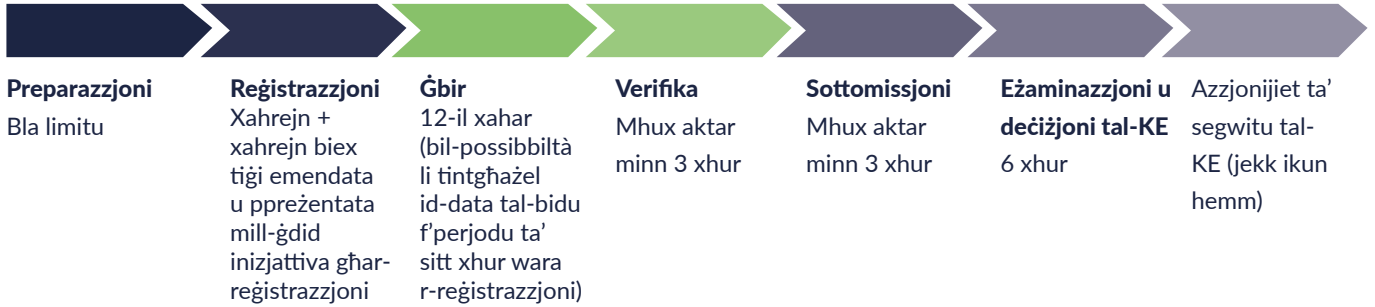 Preparazzjoni
Bla limitu
Reġistrazzjoni
Xahrejn +
xahrejn biex
tiġi emendata
u ppreżentata
mill-ġdid
inizjattiva għar-
reġistrazzjoni
Ġbir
12-il xahar
(bil-possibbiltà
li tintgħażel
id-data tal-bidu
f’perjodu ta’
sitt xhur wara
r-reġistrazzjoni)
Verifika
Mhux aktar
minn 3 xhur
Sottomissjoni
Mhux aktar
minn 3 xhur
Eżaminazzjoni u
deċiżjoni tal-KE
6 xhur
Azzjonijiet ta’
segwitu tal-
KE (jekk ikun
hemm)